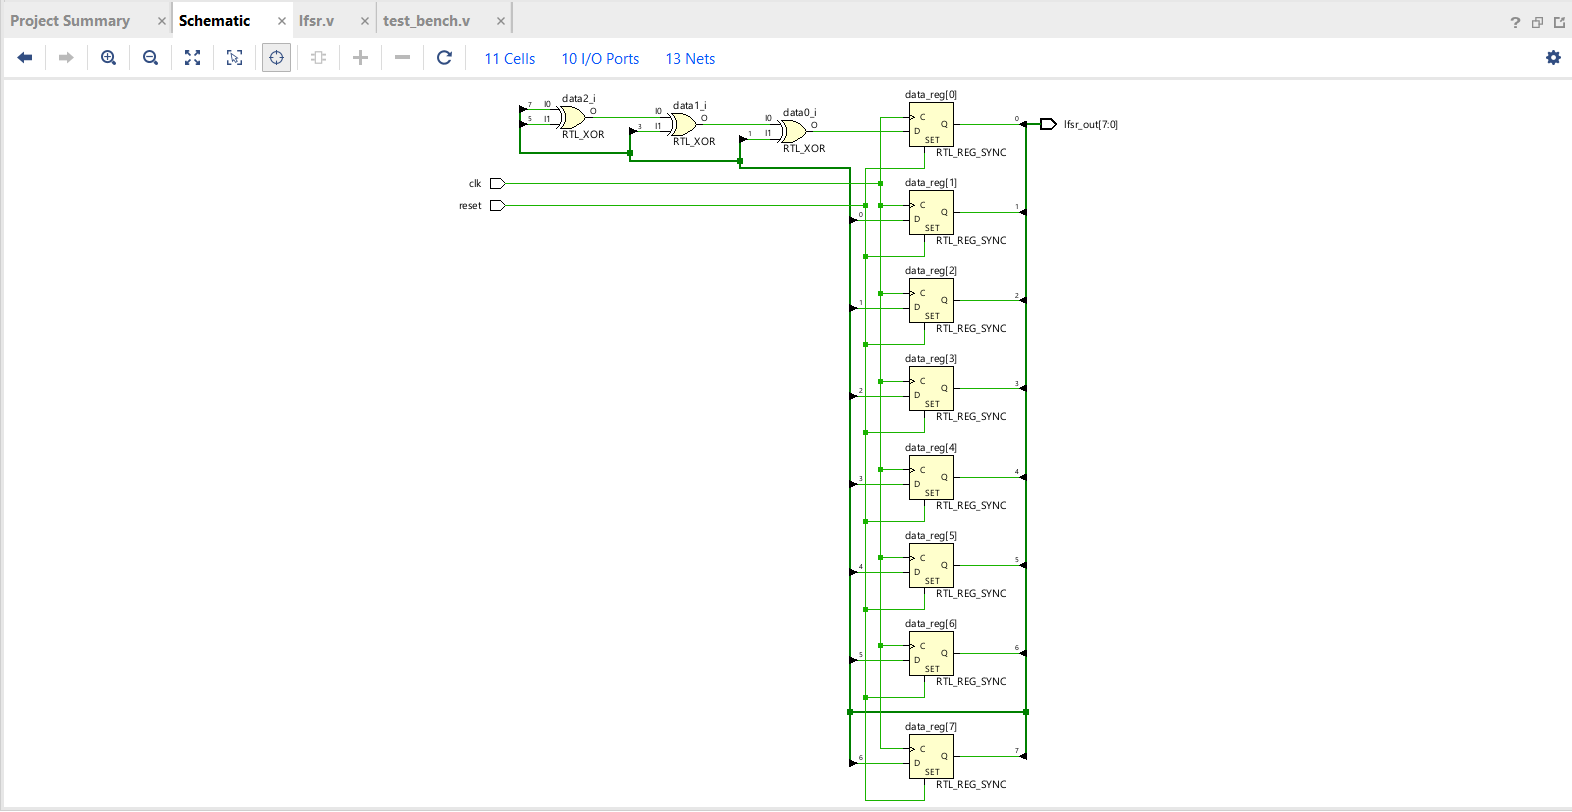 Project Summary × Schematic × lfsr.v × test_bench.v ×
?
11 Cells 10 I/O Ports 13 Nets
data2_i
7 I0 O
5 I1
RTL_XOR
data1_i
I0 O
3 I1
RTL_XOR
data0_i
I0 O
1 I1
RTL_XOR
clk
reset
data_reg[0]
C
D Q 0
SET
RTL_REG_SYNC
lfsr_out[7:0]
data_reg[1]
C
0 D Q 1
SET
RTL_REG_SYNC
data_reg[2]
C
1 D Q 2
SET
RTL_REG_SYNC
data_reg[3]
C
2 D Q 3
SET
RTL_REG_SYNC
data_reg[4]
C
3 D Q 4
SET
RTL_REG_SYNC
data_reg[5]
C
4 D Q 5
SET
RTL_REG_SYNC
data_reg[6]
C
5 D Q 6
SET
RTL_REG_SYNC
data_reg[7]
C
6 D Q 7
SET
RTL_REG_SYNC